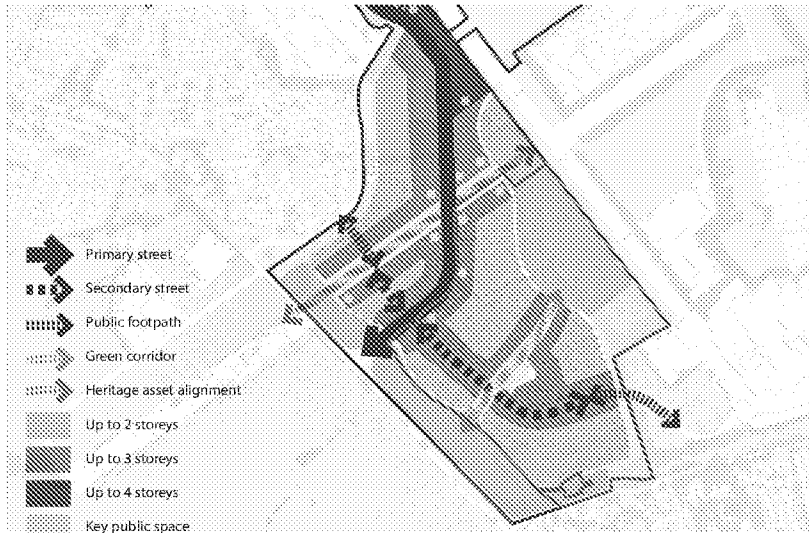 Primary street
Secondary street
Public footpath
Green corridor
Heritage asset alignment
Up to 2 storeys
Up to 3 storeys
Up to 4 storeys
Key public space